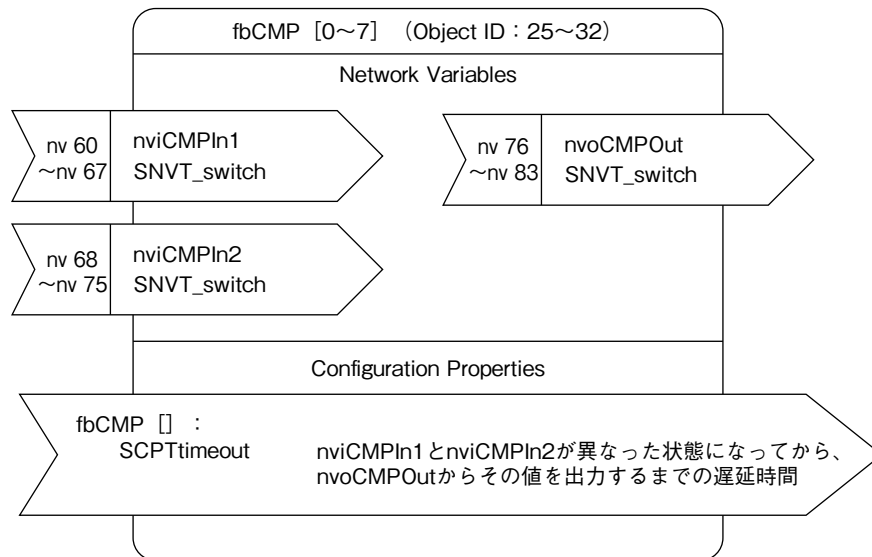 fbCMP［0～7］（Object ID：25～32）
Network Variables
nv 60
～nv 67
nviCMPIn1
SNVT_switch
nv 76
～nv 83
nvoCMPOut
SNVT_switch
nv 68
～nv 75
nviCMPIn2
SNVT_switch
Configuration Properties
fbCMP［］：
SCPTtimeout nviCMPIn1とnviCMPIn2が異なった状態になってから、
nvoCMPOutからその値を出力するまでの遅延時間